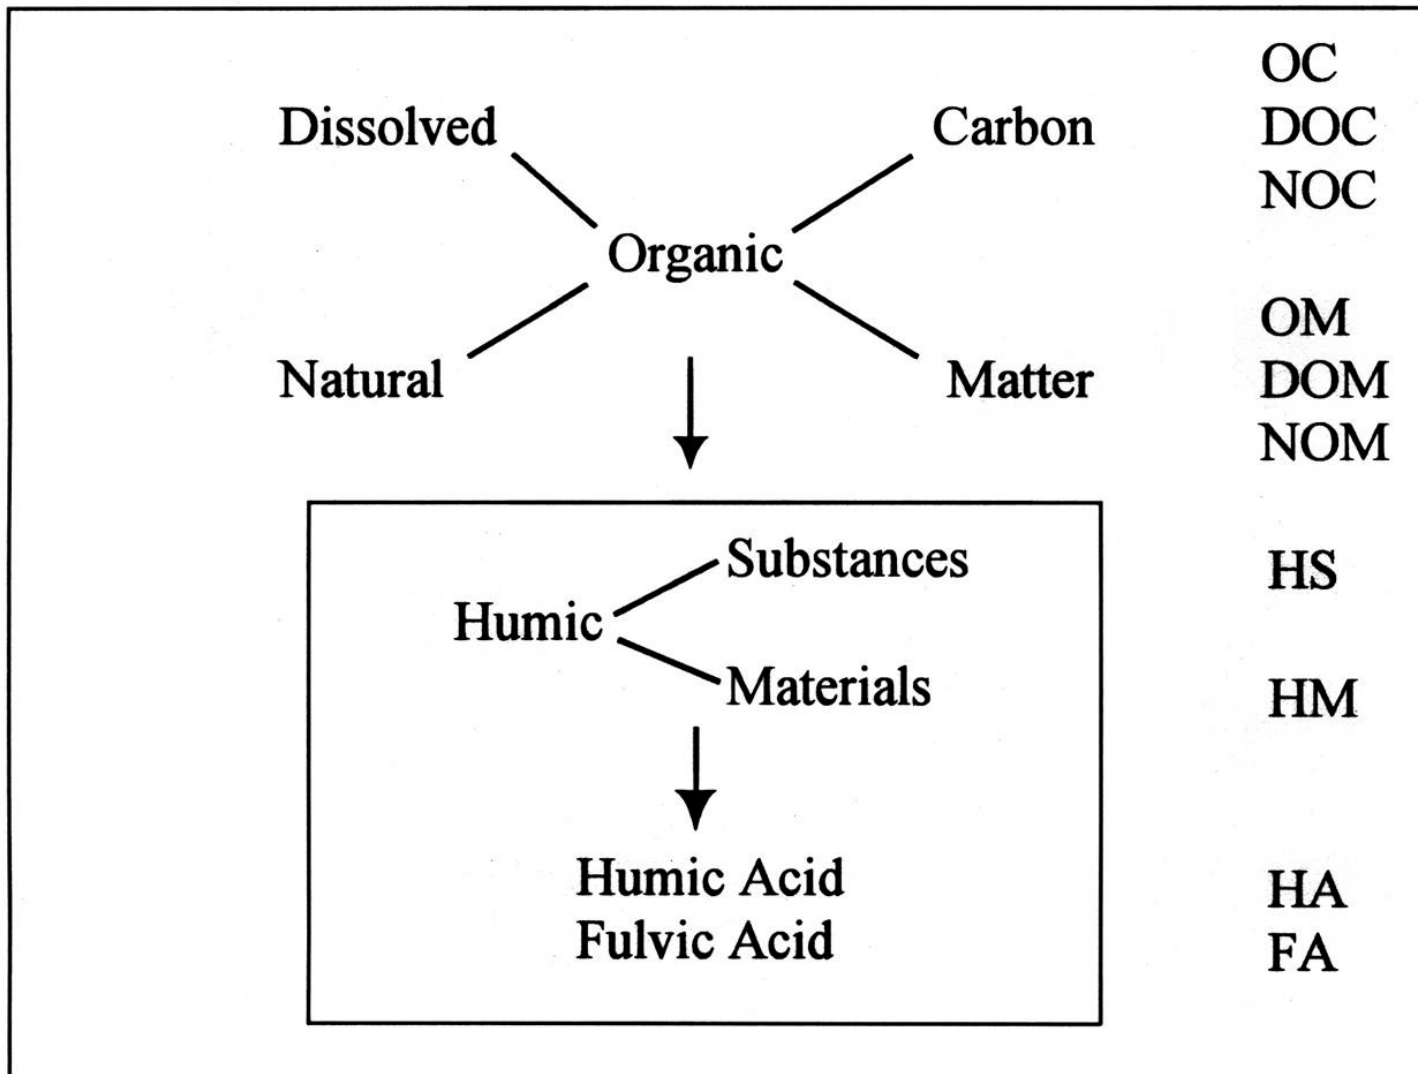 OC
Dissolved Carbon DOC
NOC
Organic
OM
Natural Matter DOM
NOM
Substances HS
Humic
Materials HM
Humic Acid HA
Fulvic Acid FA